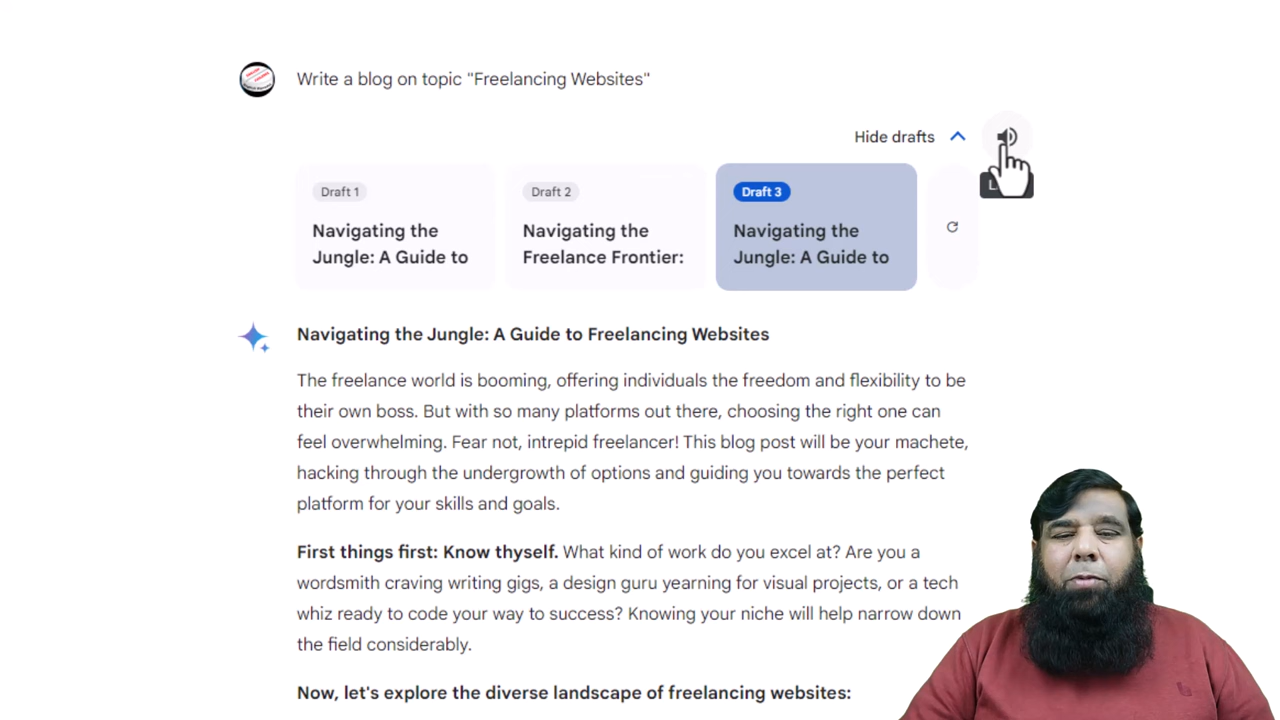 Write a blog on topic "Freelancing Websites"
Hide drafts
Draft 1
Navigating the
Jungle: A Guide to
Draft 2
Navigating the
Freelance Frontier:
Draft 3
Navigating the
Jungle: A Guide to
Navigating the Jungle: A Guide to Freelancing Websites
The freelance world is booming, offering individuals the freedom and flexibility to be
their own boss. But with so many platforms out there, choosing the right one can
feel overwhelming. Fear not, intrepid freelancer! This blog post will be your machete,
hacking through the undergrowth of options and guiding you towards the perfect
platform for your skills and goals.
First things first: Know thyself. What kind of work do you excel at? Are you a
wordsmith craving writing gigs, a design guru yearning for visual projects, or a tech
whiz ready to code your way to success? Knowing your niche will help narrow down
the field considerably.
Now, let's explore the diverse landscape of freelancing websites: